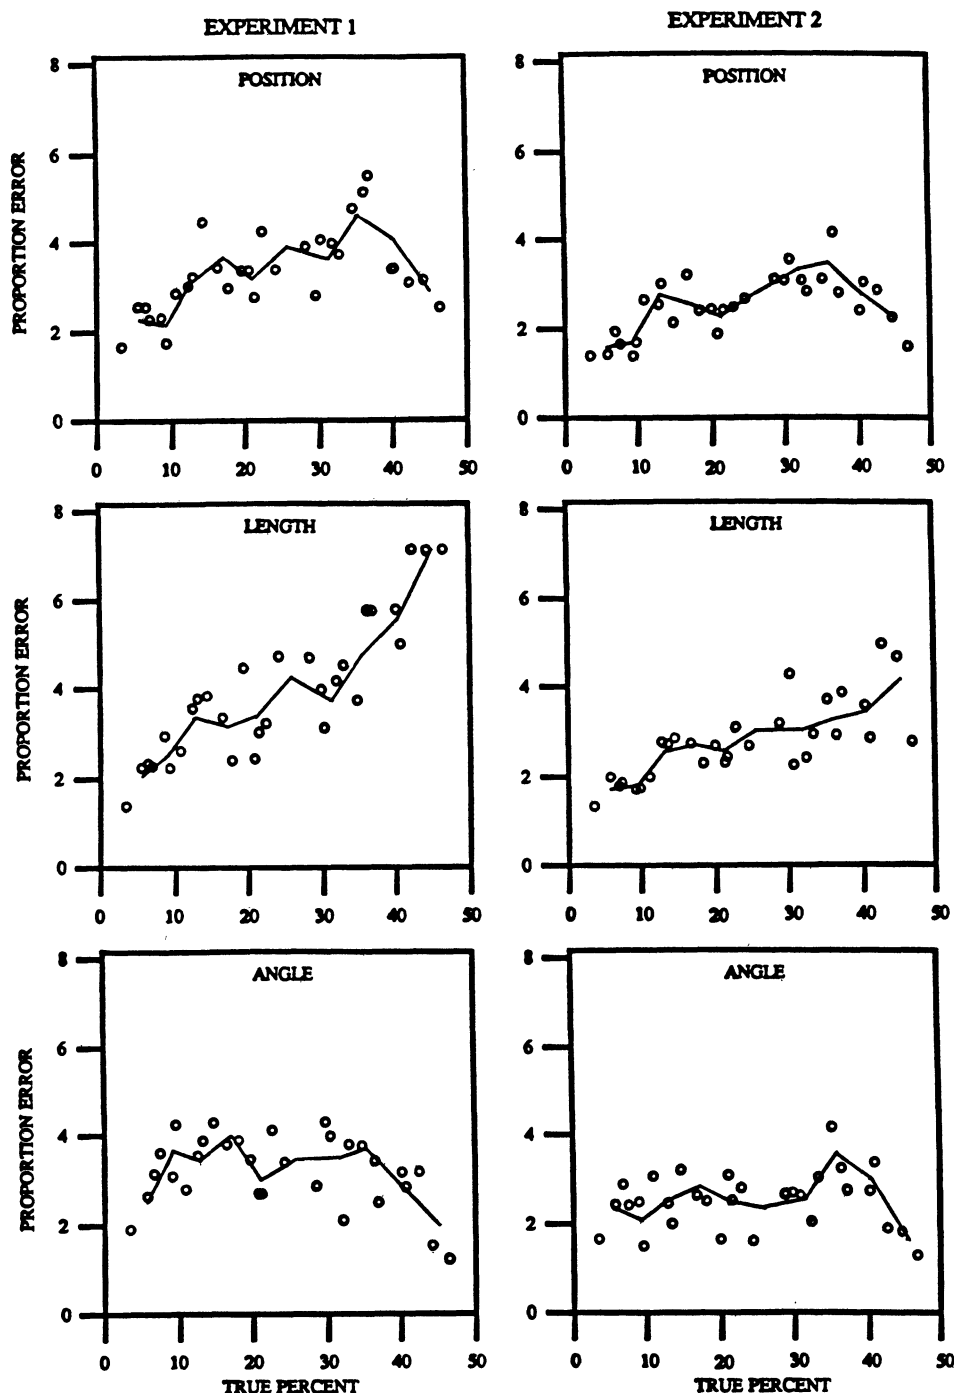 EXPERIMENT 1
EXPERIMENT 2
POSITION
PROPORTION ERROR
8
6
4
2
0
0 10 20 30 40 50
POSITION
8
6
4
2
0
0 10 20 30 40 50
LENGTH
PROPORTION ERROR
8
6
4
2
0
0 10 20 30 40 50
LENGTH
8
6
4
2
0
0 10 20 30 40 50
ANGLE
PROPORTION ERROR
8
6
4
2
0
0 10 20 30 40 50
TRUE PERCENT
ANGLE
8
6
4
2
0
0 10 20 30 40 50
TRUE PERCENT